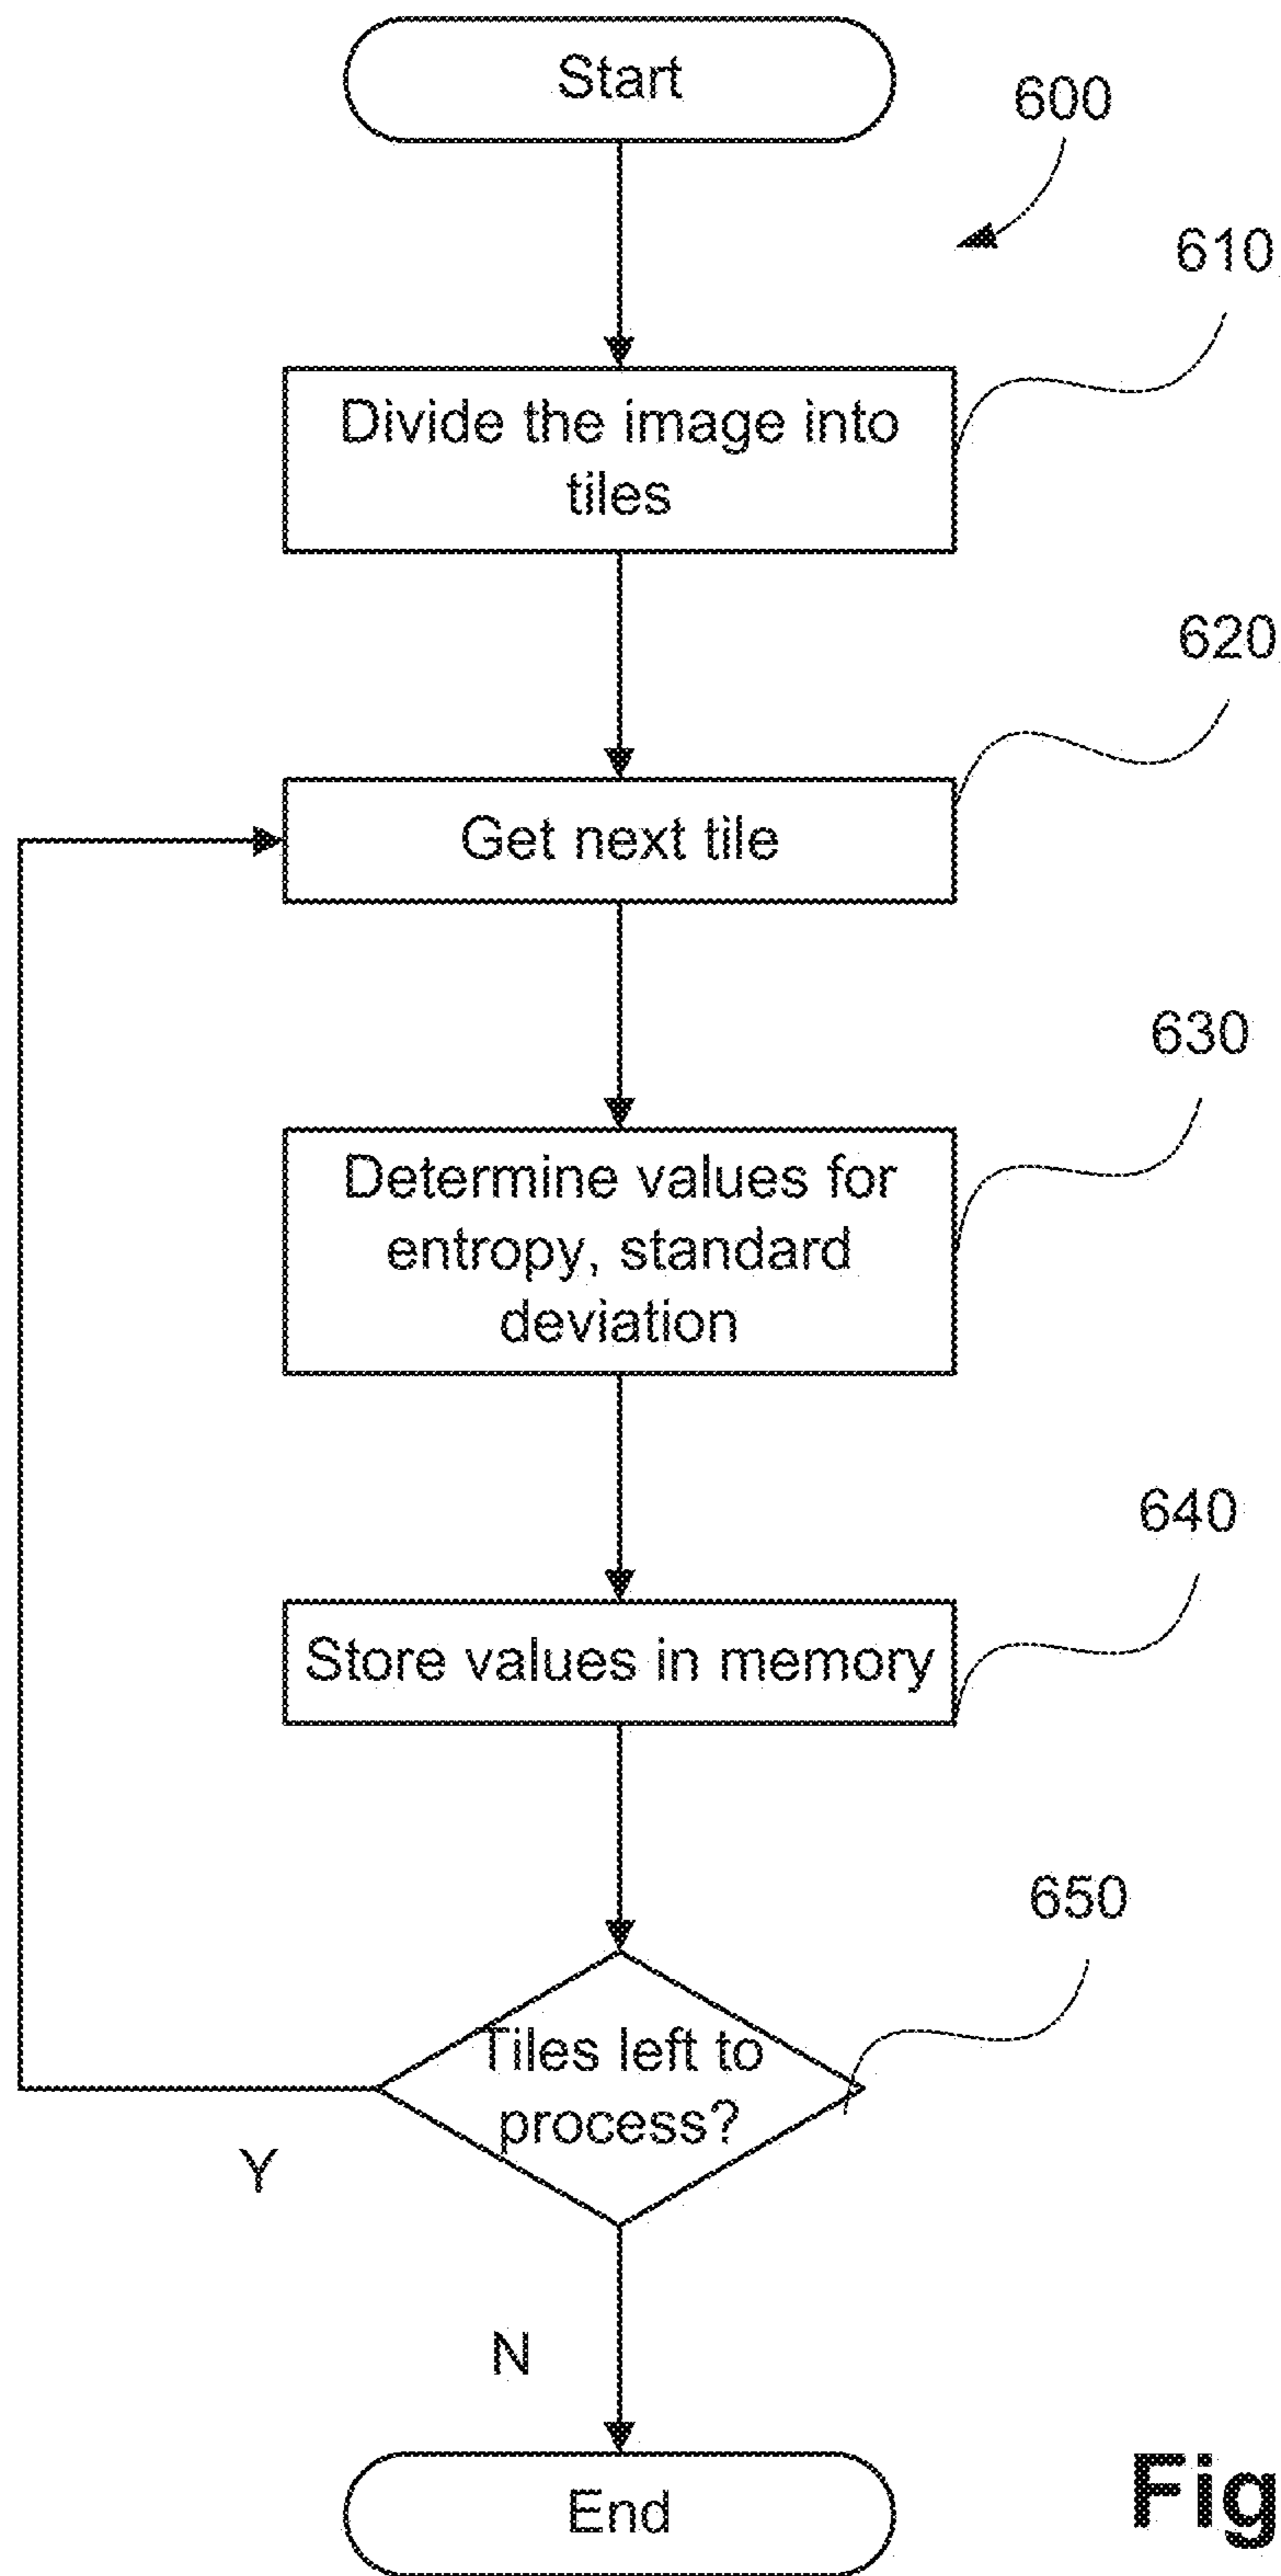 Start
600
610
Divide the image into
tiles
620
Get next tile
630
Determine values for
entropy, standard
deviation
640
Store values in memory
650
Tiles left to
process?
Y
N
End
Fig